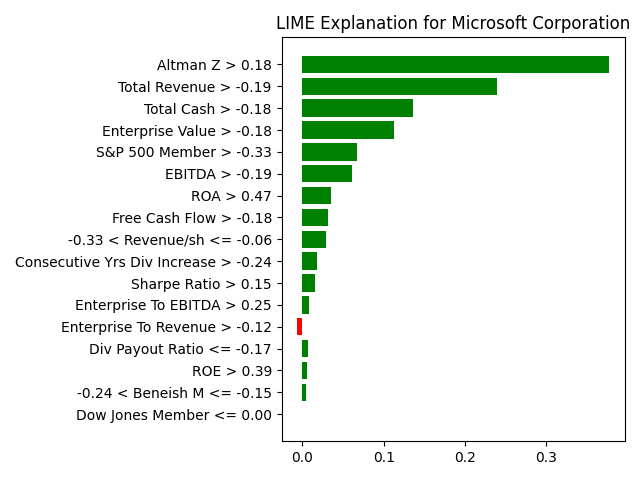 LIME Explanation for Microsoft Corporation
Altman Z > 0.18
Total Revenue > -0.19
Total Cash > -0.18
Enterprise Value > -0.18
S&P 500 Member > -0.33
EBITDA > -0.19
ROA > 0.47
Free Cash Flow > -0.18
-0.33 < Revenue/sh <= -0.06
Consecutive Yrs Div Increase > -0.24
Sharpe Ratio > 0.15
Enterprise To EBITDA > 0.25
Enterprise To Revenue > -0.12
Div Payout Ratio <= -0.17
ROE > 0.39
-0.24 < Beneish M <= -0.15
Dow Jones Member <= 0.00
0.0 0.1 0.2 0.3